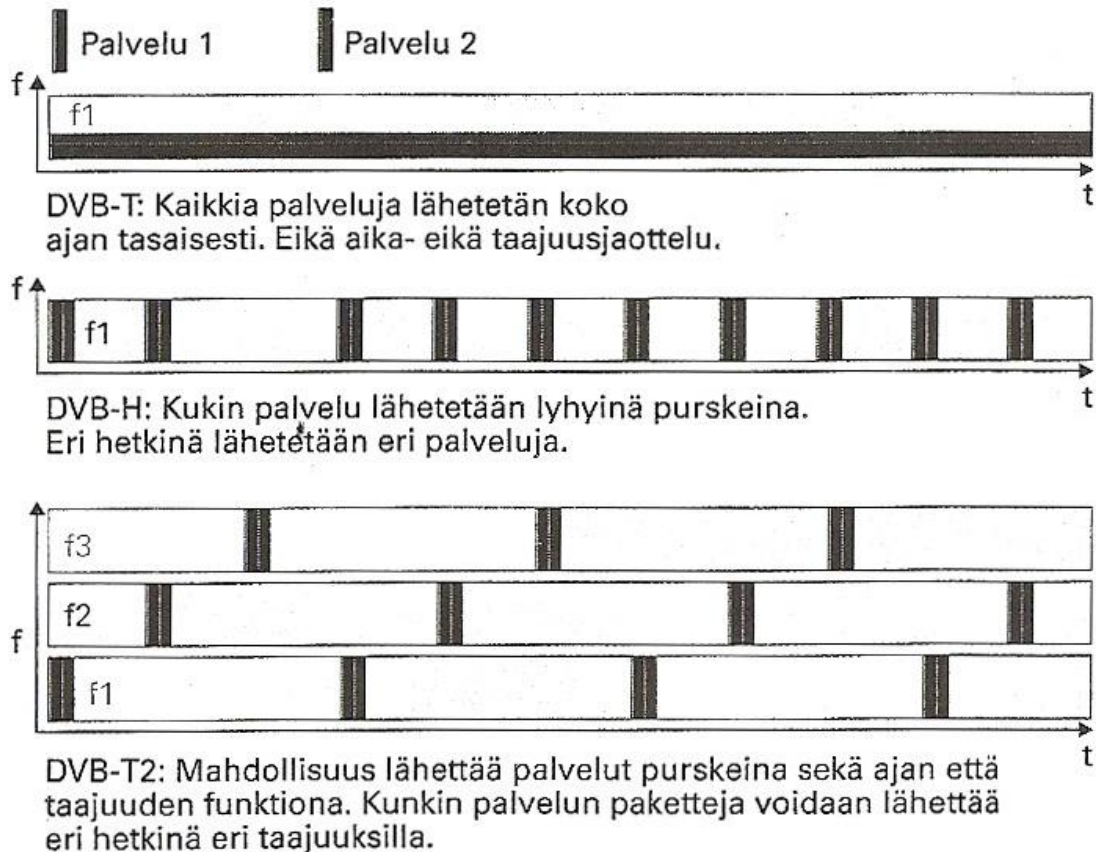 Palvelu 1 Palvelu 2
f
f1
t
DVB-T: Kaikkia palveluja lähetetän koko
ajan tasaisesti. Eikä aika- eikä taajuusjaottelu.
f
f1
t
DVB-H: Kukin palvelu lähetetään lyhyinä purskeina.
Eri hetkinä lähetetään eri palveluja.
f3
f2
f
f1
t
DVB-T2: Mahdollisuus lähettää palvelut purskeina sekä ajan että
taajuuden funktiona. Kunkin palvelun paketteja voidaan lähettää
eri hetkinä eri taajuuksilla.